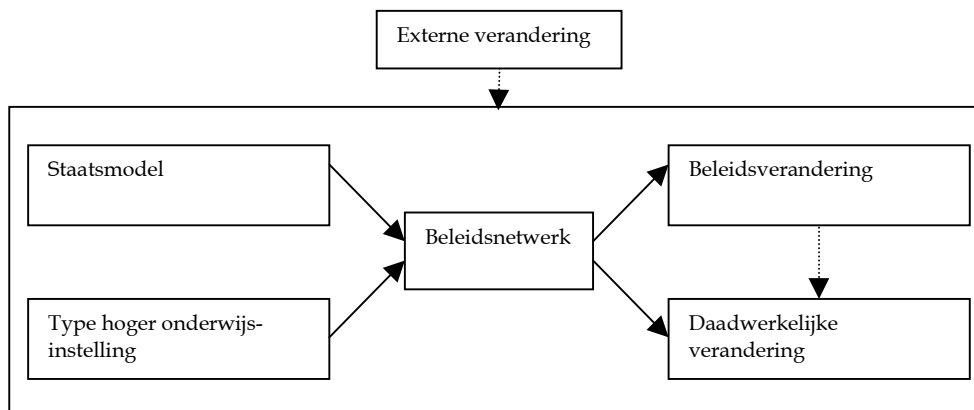 Externe verandering
Staatsmodel
Beleidsverandering
Beleidsnetwerk
Type hoger onderwijs-
instelling
Daadwerkelijke
verandering